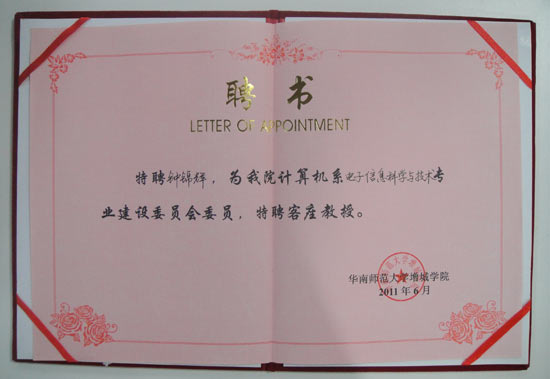 聘书
LETTER OF APPOINTMENT
特聘钟锦辉，为我院计算机系电子信息科学与技术专
业建设委员会委员，特聘客座教授。
华南师范大学增城学院
2011年6月